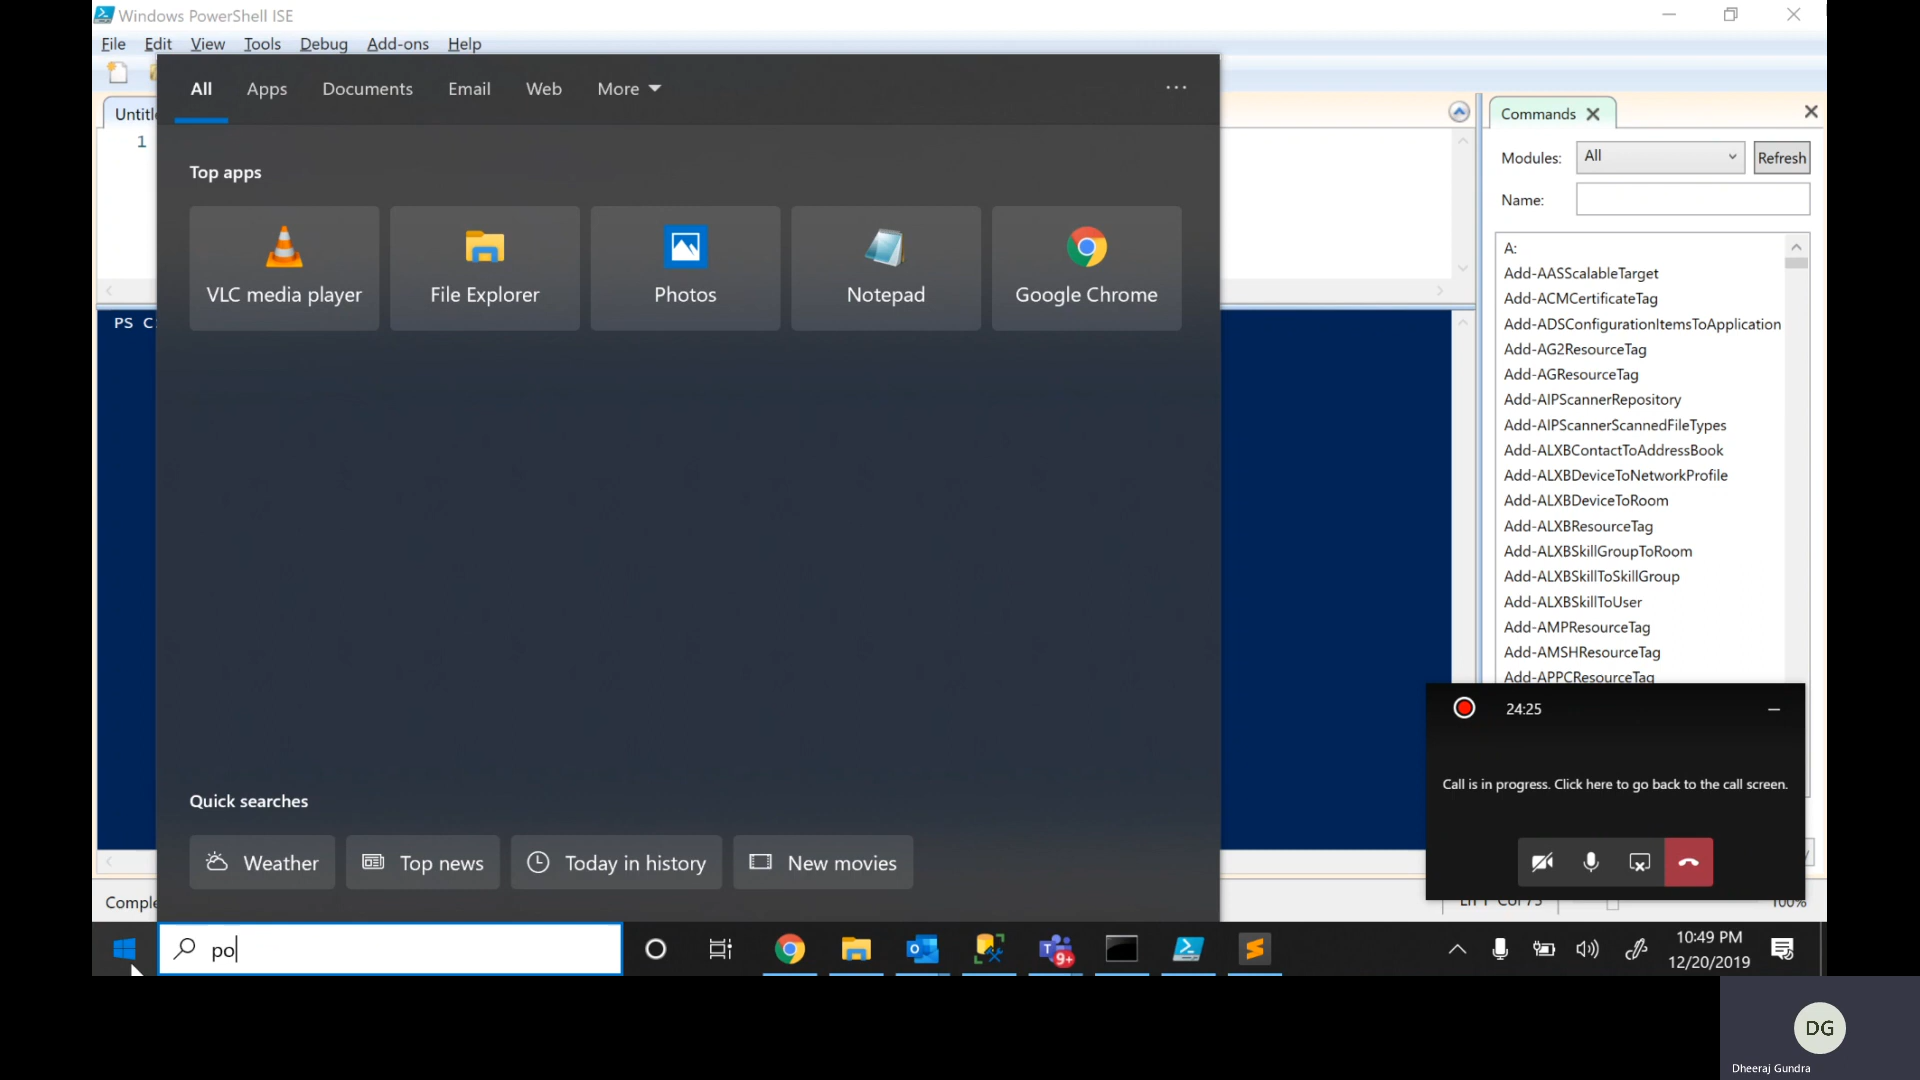 Windows PowerShell ISE
File Edit View Tools Debug Add-ons Help
All Apps Documents Email Web More
Top apps
VLC media player File Explorer Photos Notepad Google Chrome
Quick searches
Weather Top news Today in history New movies
1
PS
Commands
Modules: All Refresh
Name:
A:
Add-AASScalableTarget
Add-ACMCertificateTag
Add-ADSConfigurationItemsToApplication
Add-AG2ResourceTag
Add-AGResourceTag
Add-AIPScannerRepository
Add-AIPScannerScannedFileTypes
Add-ALXBContactToAddressBook
Add-ALXBDeviceToNetworkProfile
Add-ALXBDeviceToRoom
Add-ALXBResourceTag
Add-ALXBSkillGroupToRoom
Add-ALXBSkillToSkillGroup
Add-ALXBSkillToUser
Add-AMPResourceTag
Add-AMSHResourceTag
Add-APPCResourceTag
24:25
Call is in progress. Click here to go back to the call screen.
100%
po
9+
10:49 PM
12/20/2019
DG
Dheeraj Gundra